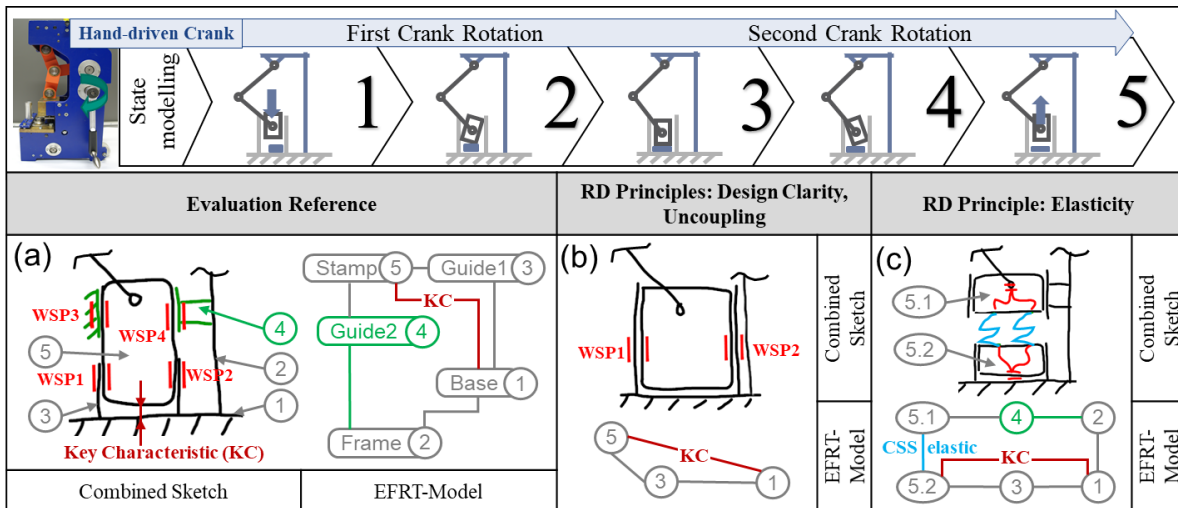 Hand-driven Crank
First Crank Rotation
Second Crank Rotation
State
modelling
1
2
3
4
5
Evaluation Reference
RD Principles: Design Clarity,
Uncoupling
RD Principle: Elasticity
(a)
WSP3
WSP4
4
5
WSP1
WSP2
2
3
1
Key Characteristic (KC)
Stamp 5
Guide1 3
KC
Guide2 4
Base 1
Frame 2
Combined Sketch
EFRT-Model
(b)
WSP1
WSP2
5
KC
3
1
Combined
Sketch
EFRT-
Model
(c)
5.1
5.2
5.1
4
2
CSS elastic
KC
5.2
3
1
Combined
Sketch
EFRT-
Model